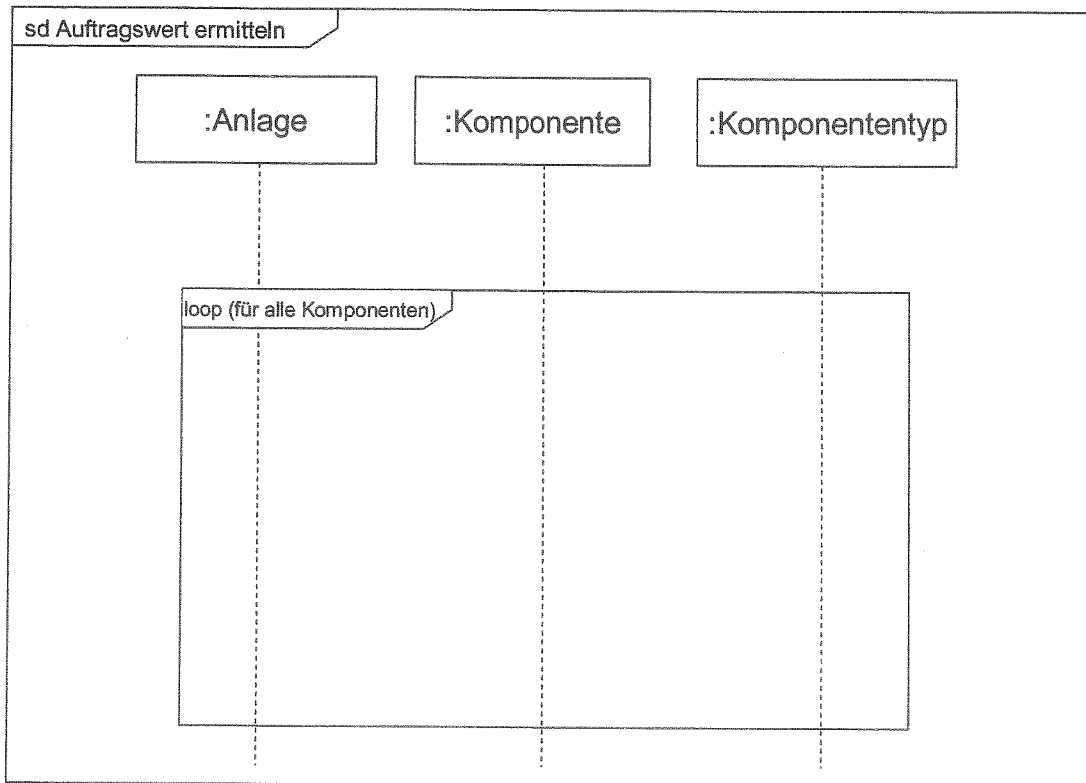 sd Auftragswert ermitteln
:Anlage
:Komponente
:Komponententyp
loop (für alle Komponenten)